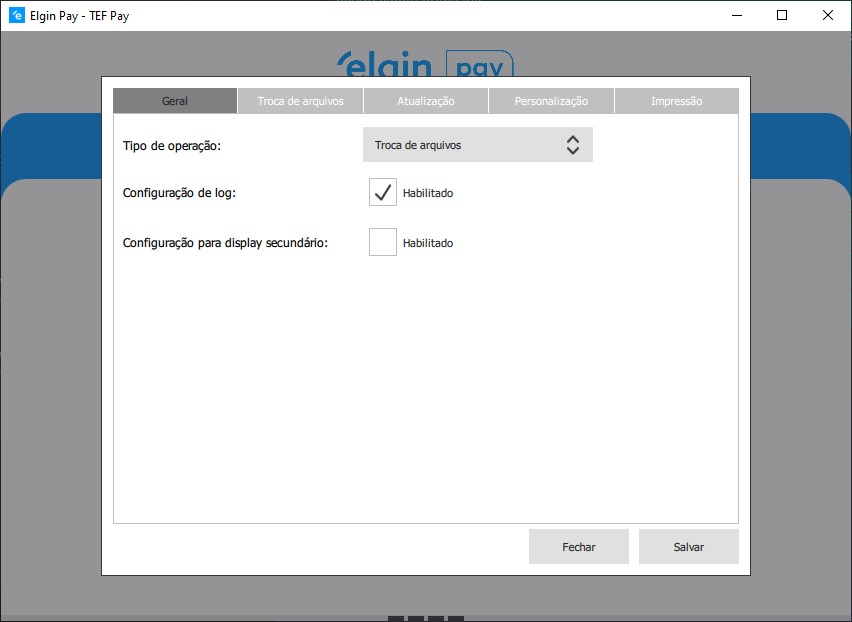 Elgin Pay - TEF Pay
elgin pay
Geral Troca de arquivos Atualização Personalização Impressão
Tipo de operação: Troca de arquivos
Configuração de log: Habilitado
Configuração para display secundário: Habilitado
Fechar Salvar